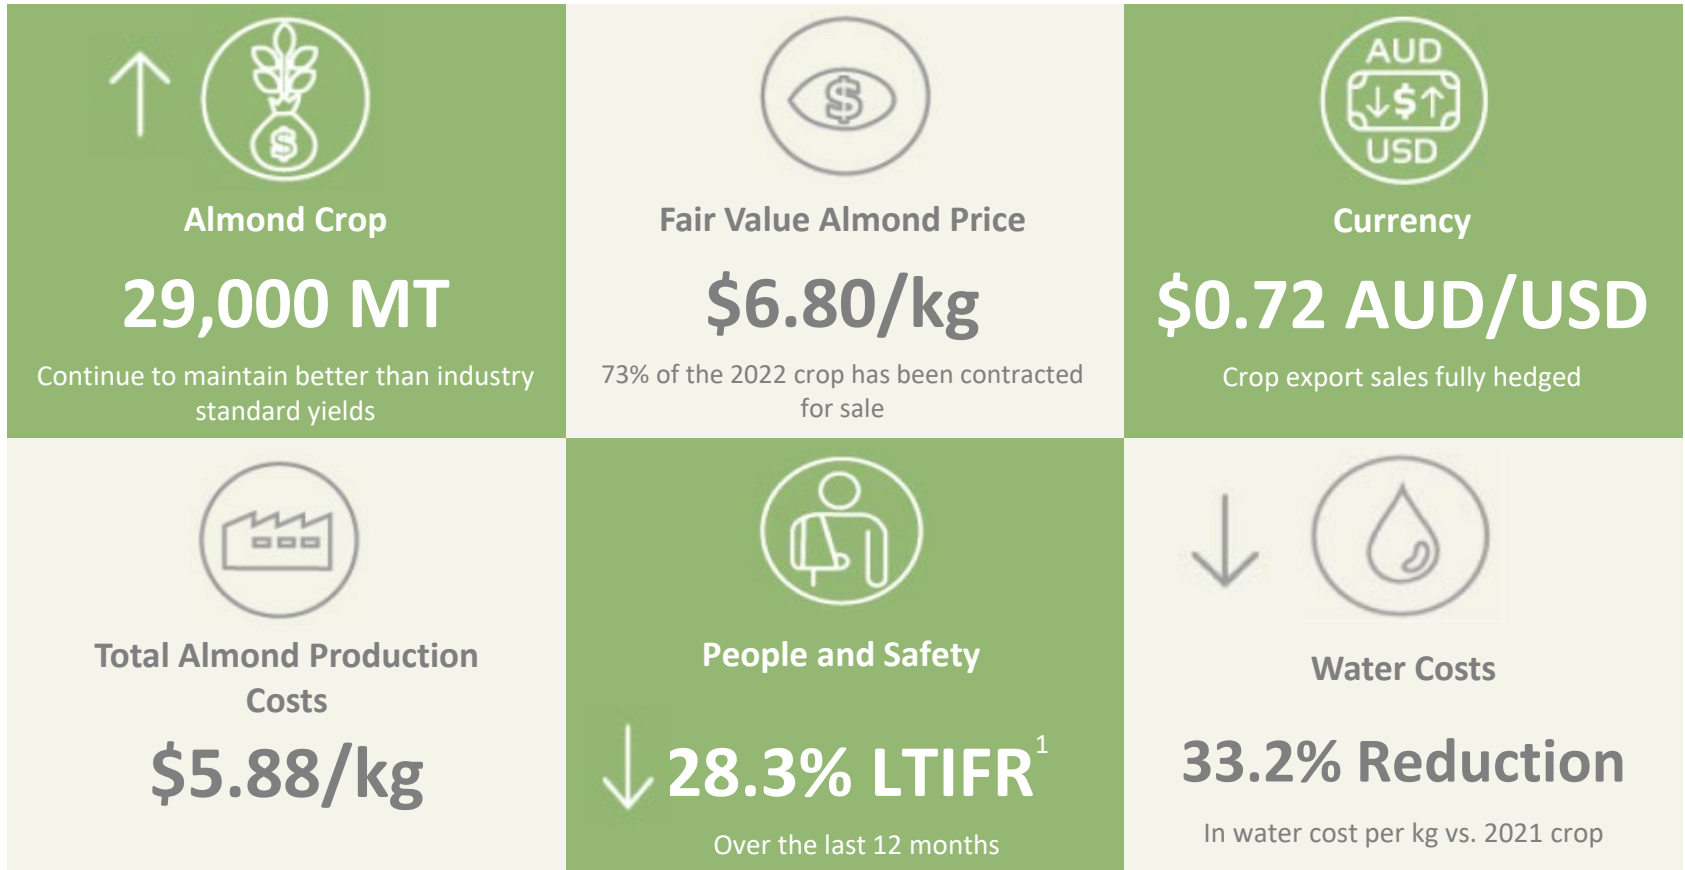 Almond Crop
29,000 MT
Continue to maintain better than industry
standard yields
$
Fair Value Almond Price
$6.80/kg
73% of the 2022 crop has been contracted
for sale
$
AUD
↓$↑
USD
Currency
$0.72 AUD/USD
Crop export sales fully hedged
Total Almond Production
Costs
$5.88/kg
People and Safety
28.3% LTIFR1
Over the last 12 months
Water Costs
33.2% Reduction
In water cost per kg vs. 2021 crop